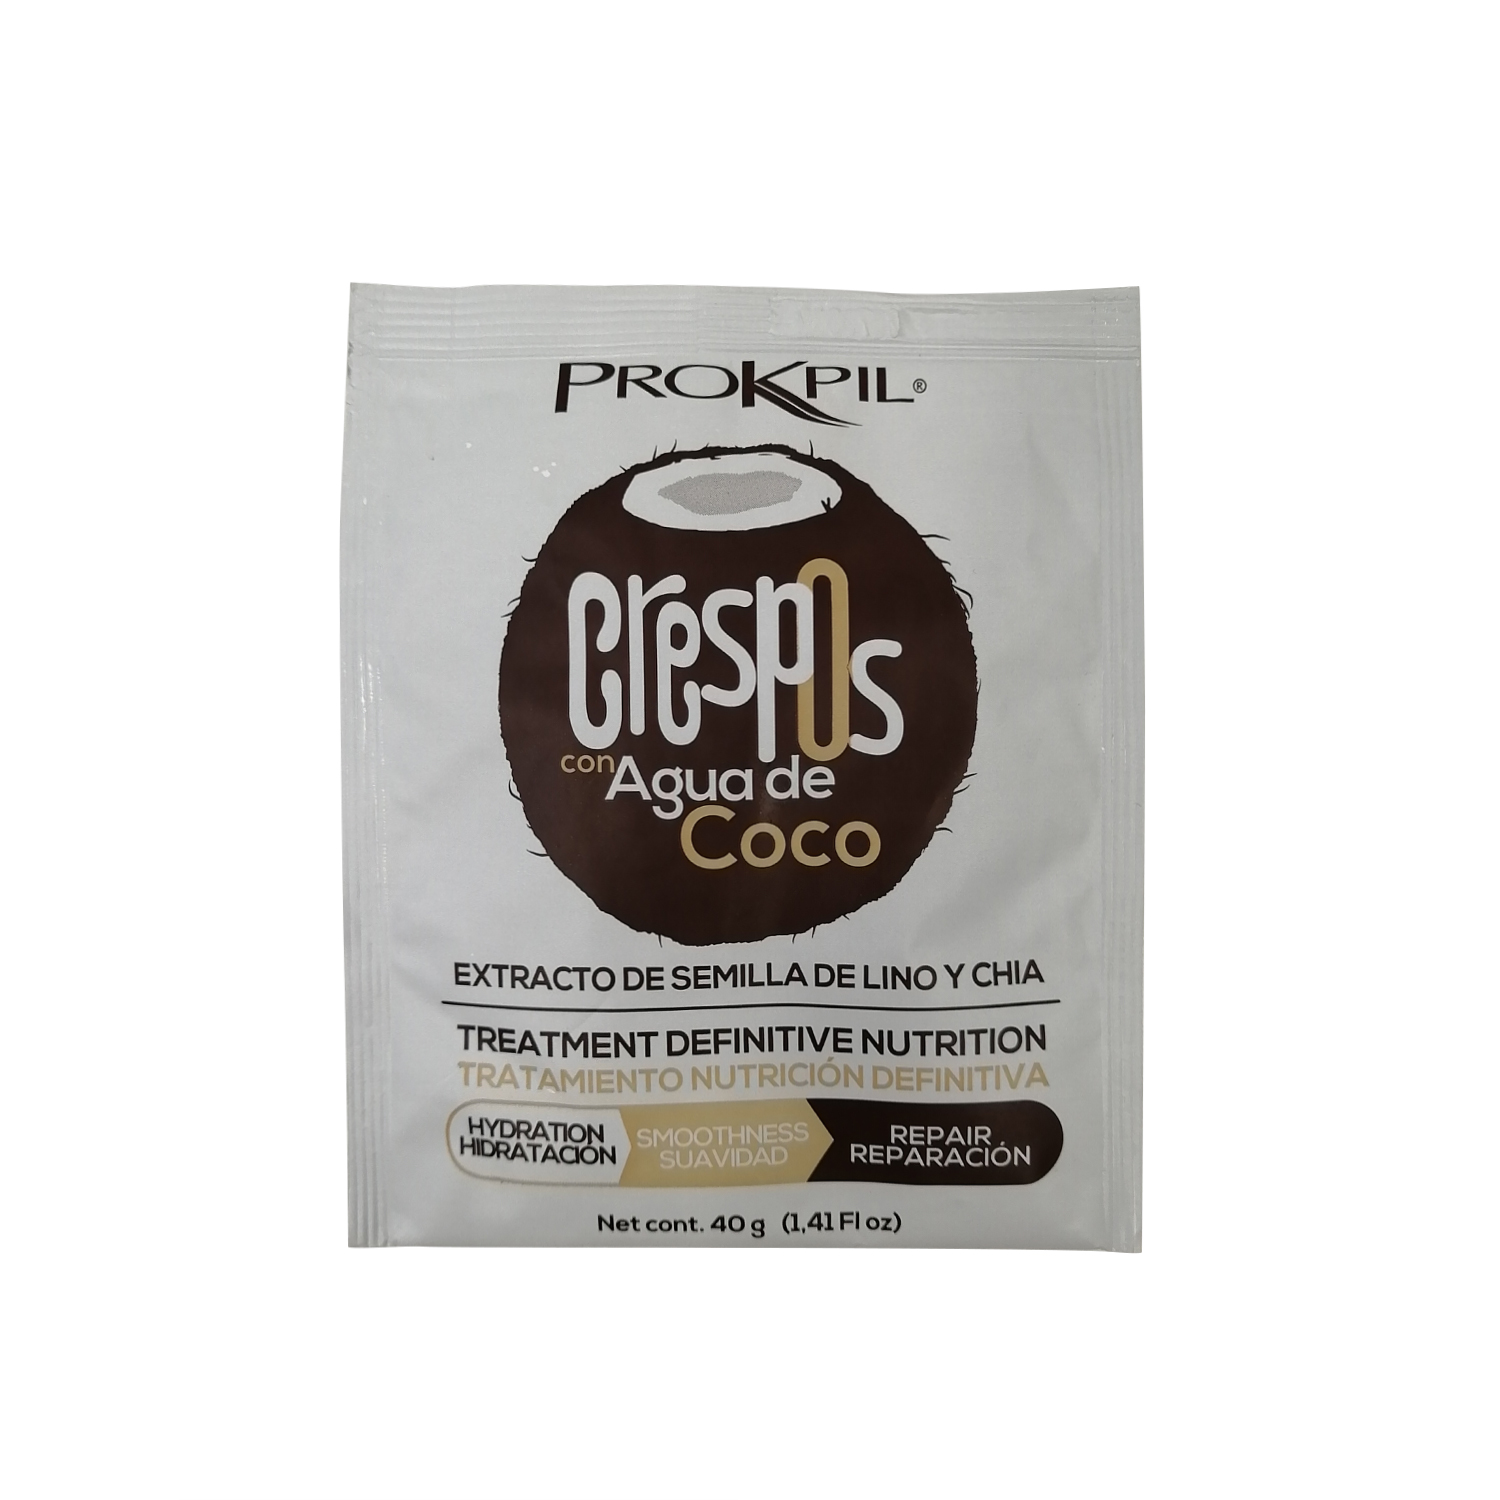 PROKPIL®
CrespOs
con Agua de
Coco
EXTRACTO DE SEMILLA DE LINO Y CHIA
TREATMENT DEFINITIVE NUTRITION
TRATAMIENTO NUTRICIÓN DEFINITIVA
HYDRATION
HIDRATACIÓN
SMOOTHNESS
SUAVIDAD
REPAIR
REPARACIÓN
Net cont. 40 g (1,41 Fl oz)